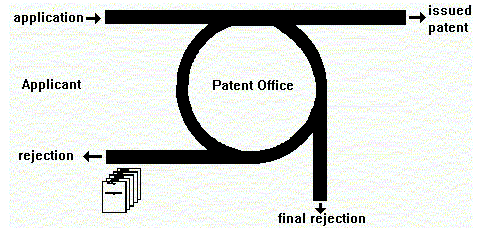 application
issued
patent
Applicant
Patent Office
rejection
final rejection